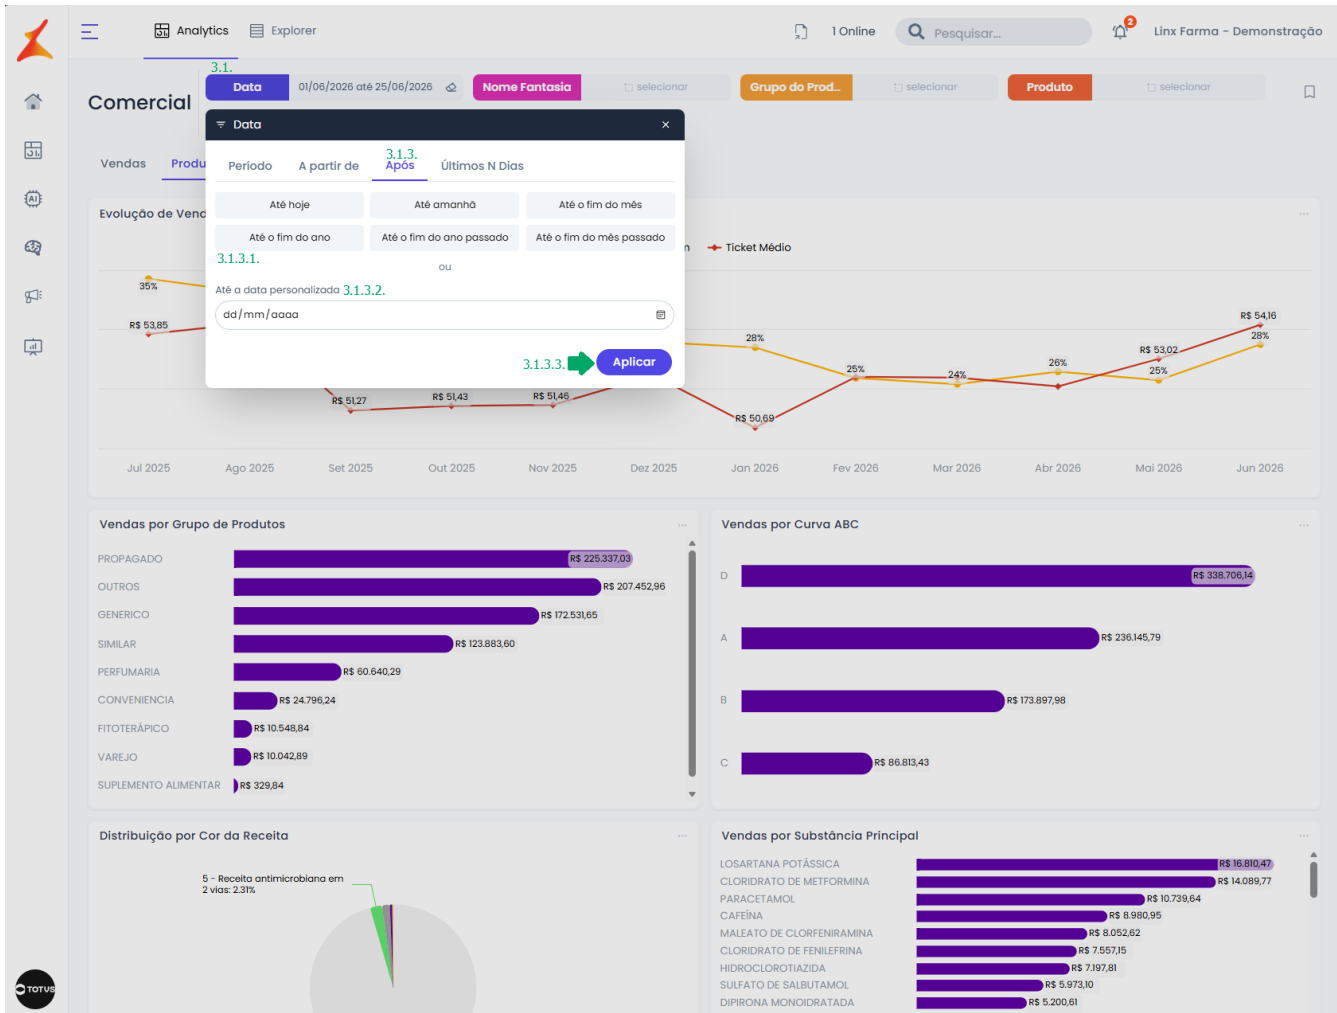 Analytics
Explorer
1 Online
Pesquisar...
2
Linx Farma - Demonstração
3.1.
Comercial
Data
01/06/2026 até 25/06/2026
Nome Fantasia
selecionar
Grupo do Prod...
selecionar
Produto
selecionar
Data
×
Vendas
Produ
Período
A partir de
3.1.3.
Após
Últimos N Dias
Até hoje
Até amanhã
Até o fim do mês
Até o fim do ano
Até o fim do ano passado
Até o fim do mês passado
3.1.3.1.
ou
Até a data personalizada
3.1.3.2.
dd/mm/aaaa
3.1.3.3.
Aplicar
Evolução de Vend
Ticket Médio
35%
28%
25%
24%
26%
25%
28%
R$ 53,85
R$ 51,27
R$ 51,43
R$ 51,46
R$ 50,69
R$ 53,02
R$ 54,16
Jul 2025
Ago 2025
Set 2025
Out 2025
Nov 2025
Dez 2025
Jan 2026
Fev 2026
Mar 2026
Abr 2026
Mai 2026
Jun 2026
Vendas por Grupo de Produtos
PROPAGADO R$ 225.337,03
OUTROS R$ 207.452,96
GENERICO R$ 172.531,65
SIMILAR R$ 123.883,60
PERFUMARIA R$ 60.640,29
CONVENIENCIA R$ 24.796,24
FITOTERÁPICO R$ 10.548,84
VAREJO R$ 10.042,89
SUPLEMENTO ALIMENTAR R$ 329,84
Vendas por Curva ABC
D R$ 338.706,14
A R$ 236.145,79
B R$ 173.897,98
C R$ 86.813,43
Distribuição por Cor da Receita
5 - Receita antimicrobiana em
2 vias: 2.31%
Vendas por Substância Principal
LOSARTANA POTÁSSICA R$ 16.810,47
CLORIDRATO DE METFORMINA R$ 14.089,77
PARACETAMOL R$ 10.739,64
CAFEÍNA R$ 8.980,95
MALEATO DE CLORFENIRAMINA R$ 8.052,62
CLORIDRATO DE FENILEFRINA R$ 7.557,15
HIDROCLOROTIAZIDA R$ 7.197,81
SULFATO DE SALBUTAMOL R$ 5.973,10
DIPIRONA MONOIDRATADA R$ 5.200,61
TOTVS